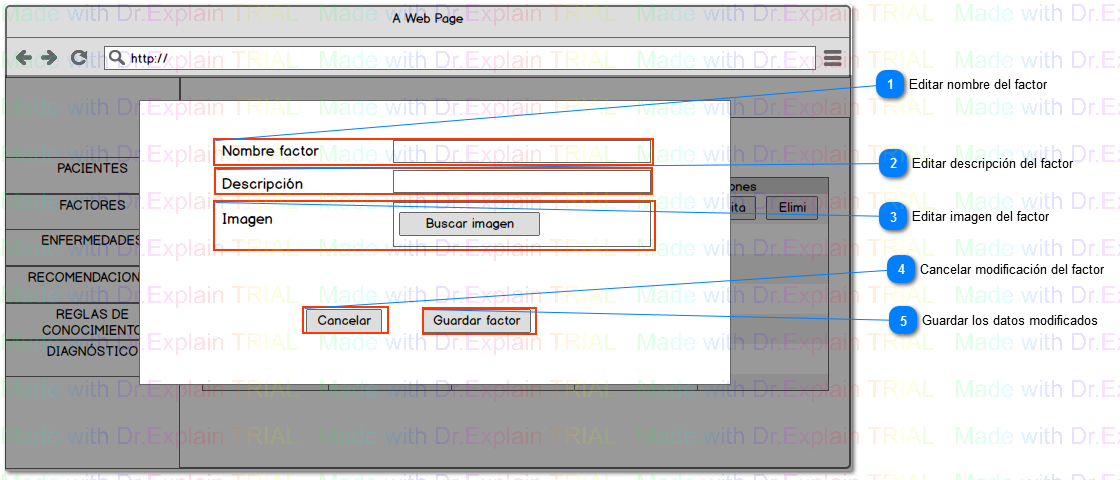 A Web Page
http://
PACIENTES
FACTORES
ENFERMEDADES
RECOMENDACION
REGLAS DE
CONOCIMIENTO
DIAGNÓSTICO
Nombre factor
Descripción
Imagen
Buscar imagen
Cancelar
Guardar factor
ones
ita
Elimi
1 Editar nombre del factor
2 Editar descripción del factor
3 Editar imagen del factor
4 Cancelar modificación del factor
5 Guardar los datos modificados
Made with Dr.Explain TRIAL